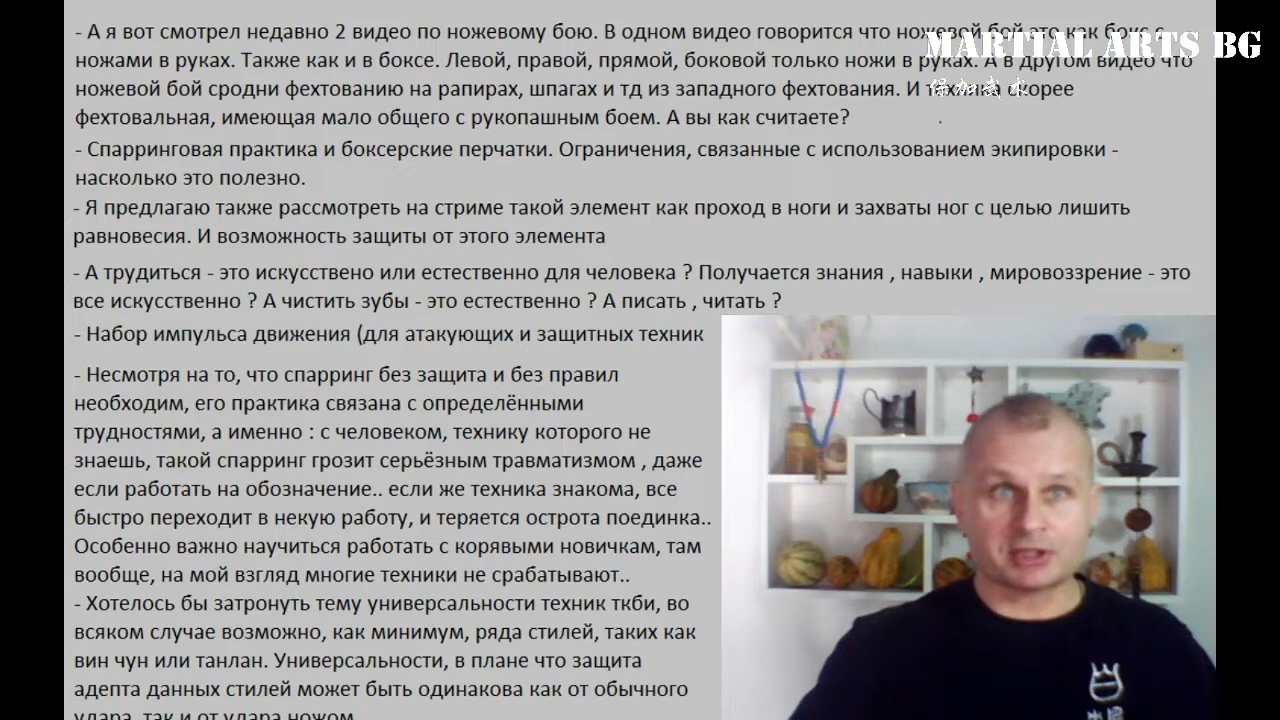 MARTIAL ARTS BG
- А я вот смотрел недавно 2 видео по ножевому бою. В одном видео говорится что ножевой бой это как бокс с
ножами в руках. Также как и в боксе. Левой, правой, прямой, боковой только ножи в руках. А в другом видео что
ножевой бой сродни фехтованию на рапирах, шпагах и тд из западного фехтования. И техника скорее
фехтовальная, имеющая мало общего с рукопашным боем. А вы как считаете?
- Спарринговая практика и боксерские перчатки. Ограничения, связанные с использованием экипировки -
насколько это полезно.
- Я предлагаю также рассмотреть на стриме такой элемент как проход в ноги и захваты ног с целью лишить
равновесия. И возможность защиты от этого элемента
- А трудиться - это искусствено или естественно для человека ? Получается знания , навыки , мировоззрение - это
все искусственно ? А чистить зубы - это естественно ? А писать , читать ?
- Набор импульса движения (для атакующих и защитных техник
- Несмотря на то, что спарринг без защита и без правил
необходим, его практика связана с определёнными
трудностями, а именно : с человеком, технику которого не
знаешь, такой спарринг грозит серьёзным травматизмом , даже
если работать на обозначение.. если же техника знакома, все
быстро переходит в некую работу, и теряется острота поединка..
Особенно важно научиться работать с корявыми новичкам, там
вообще, на мой взгляд многие техники не срабатывают..
- Хотелось бы затронуть тему универсальности техник ткби, во
всяком случае возможно, как минимум, ряда стилей, таких как
вин чун или танлан. Универсальности, в плане что защита
адепта данных стилей может быть одинакова как от обычного
удара, так и от удара ножом